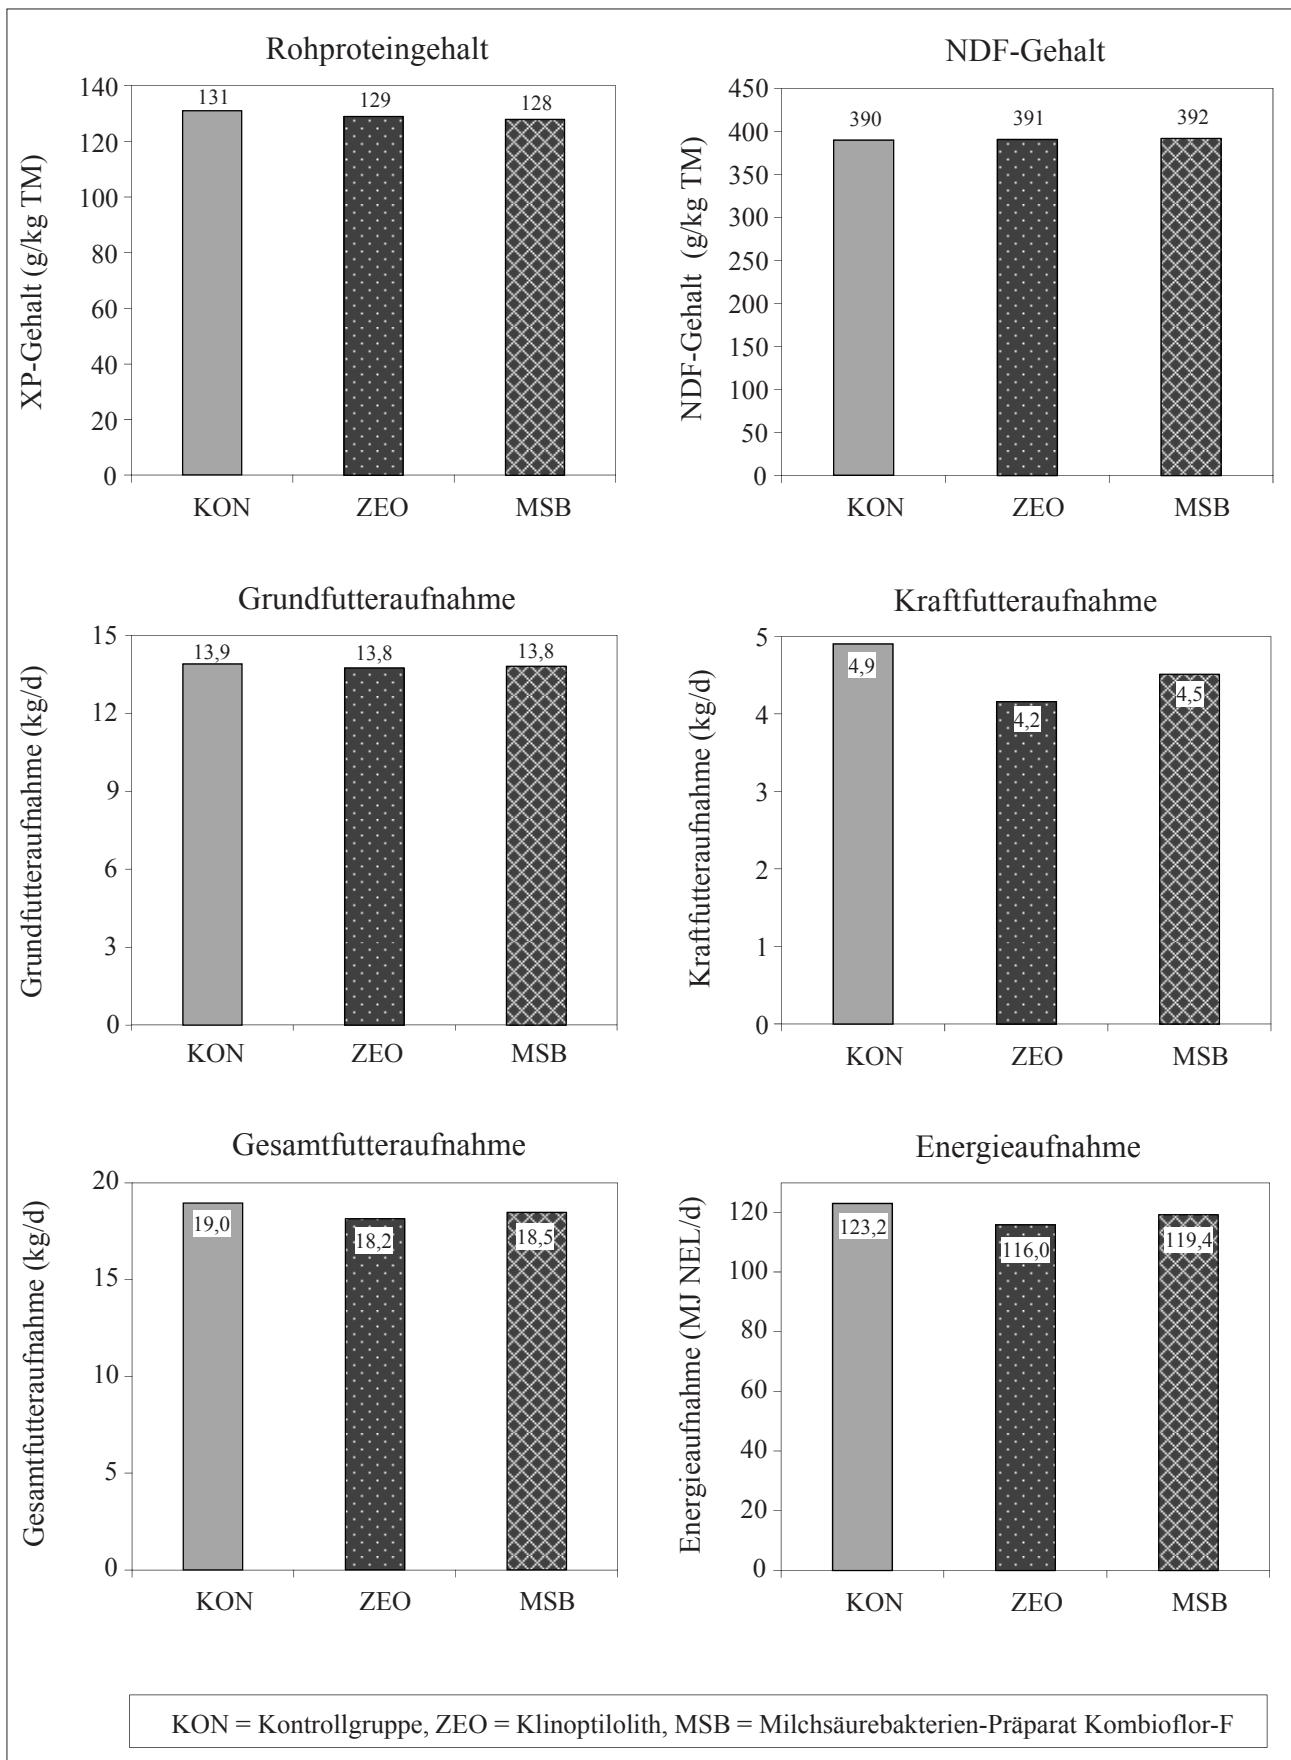 Rohproteingehalt
XP-Gehalt (g/kg TM)
140
120
100
80
60
40
20
0
131
129
128
KON
ZEO
MSB
NDF-Gehalt
NDF-Gehalt (g/kg TM)
450
400
350
300
250
200
150
100
50
0
390
391
392
KON
ZEO
MSB
Grundfutteraufnahme
Grundfutteraufnahme (kg/d)
15
12
9
6
3
0
13,9
13,8
13,8
KON
ZEO
MSB
Kraftfutteraufnahme
Kraftfutteraufnahme (kg/d)
5
4
3
2
1
0
4,9
4,2
4,5
KON
ZEO
MSB
Gesamtfutteraufnahme
Gesamtfutteraufnahme (kg/d)
20
15
10
5
0
19,0
18,2
18,5
KON
ZEO
MSB
Energieaufnahme
Energieaufnahme (MJ NEL/d)
120
100
80
60
40
20
0
123,2
116,0
119,4
KON
ZEO
MSB
KON = Kontrollgruppe, ZEO = Klinoptilolith, MSB = Milchsäurebakterien-Präparat Kombioflor-F